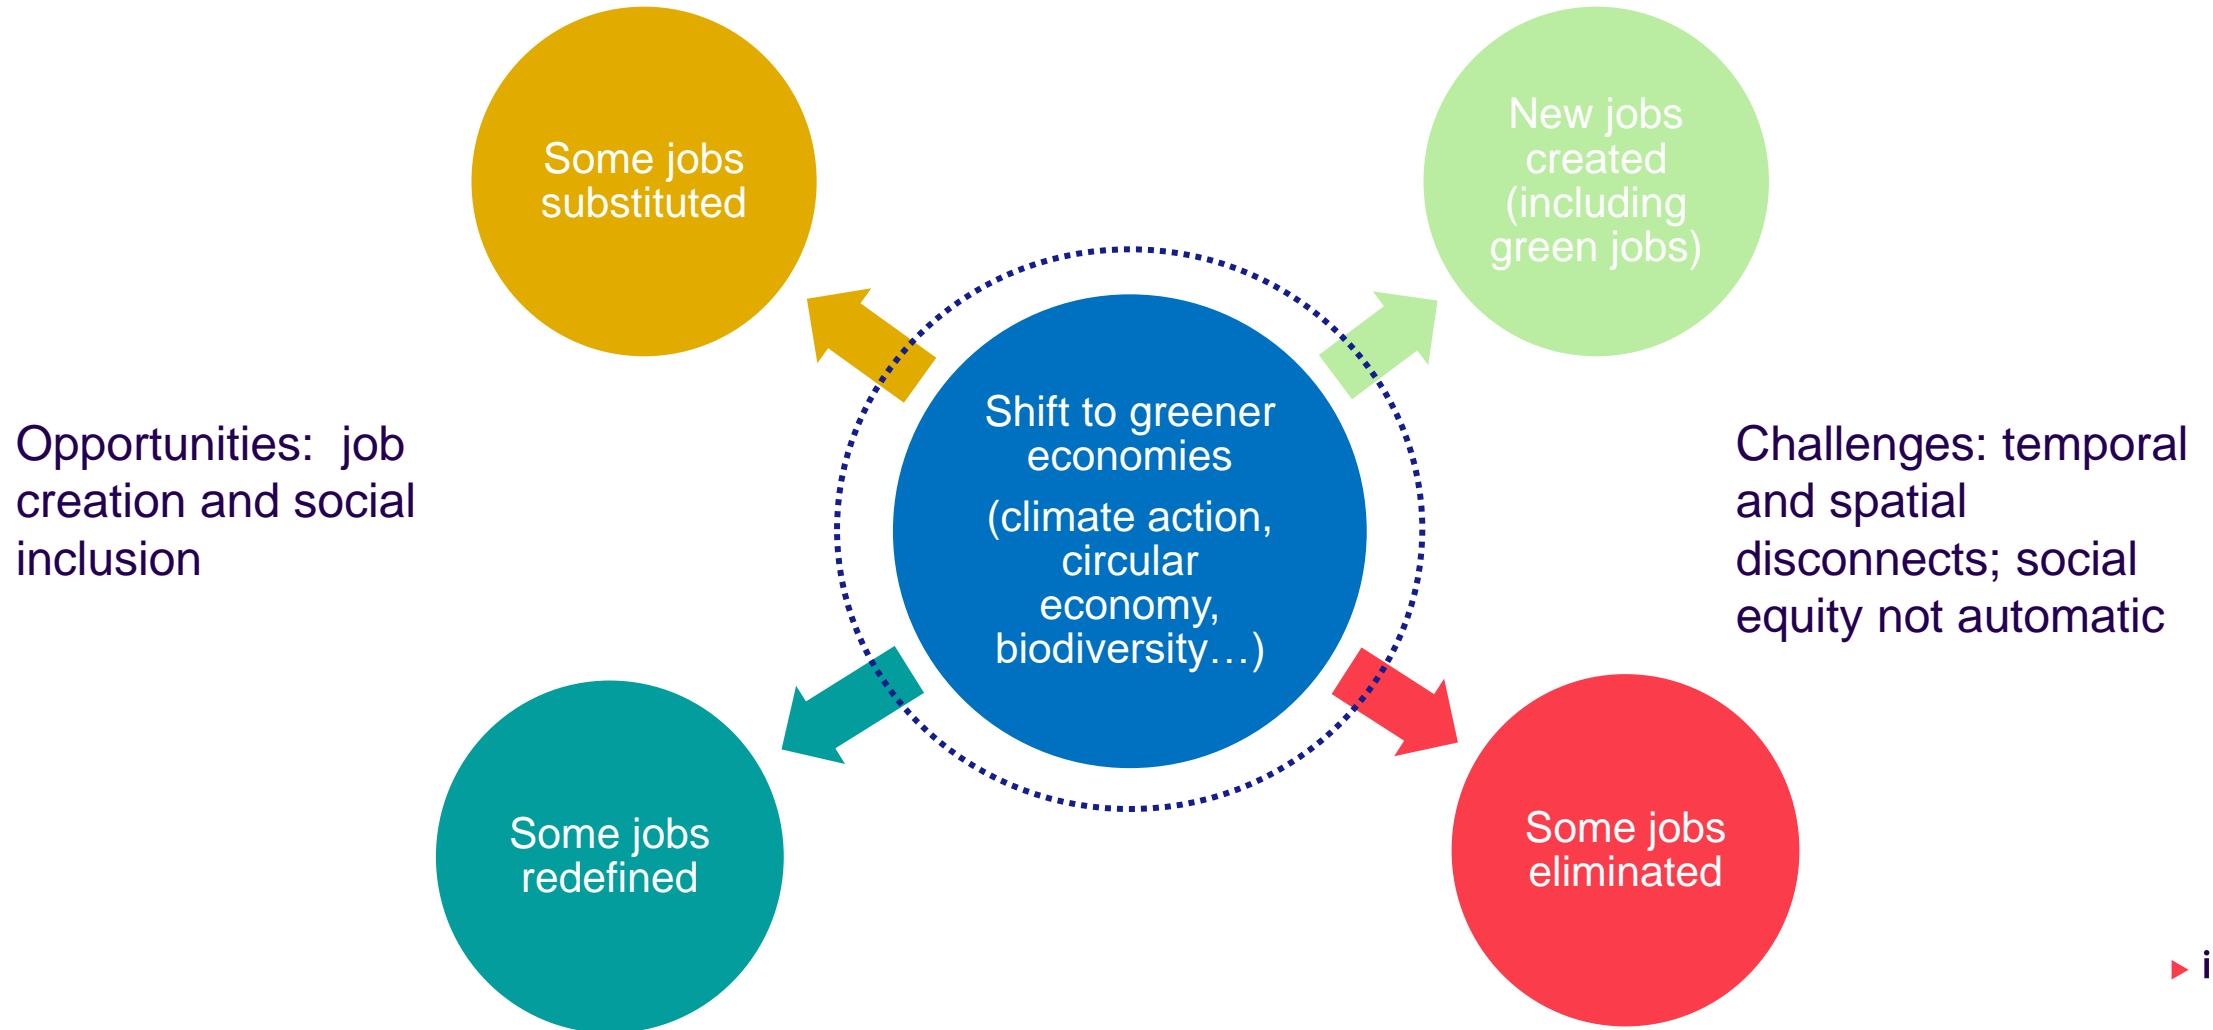 Some jobs
substituted
New jobs
created
(including
green jobs)
Opportunities:  job
creation and social
inclusion
Shift to greener
economies
(climate action,
circular
economy,
biodiversity…)
Challenges: temporal
and spatial
disconnects; social
equity not automatic
Some jobs
redefined
Some jobs
eliminated
i